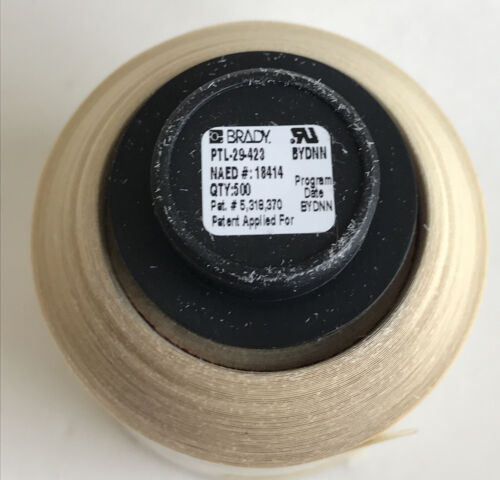 BRADY.
PTL-29-423 BYDNN
NAED #: 18414
QTY:500 Program
Pat. # 5,318,370 Date
Patent Applied For BYDNN